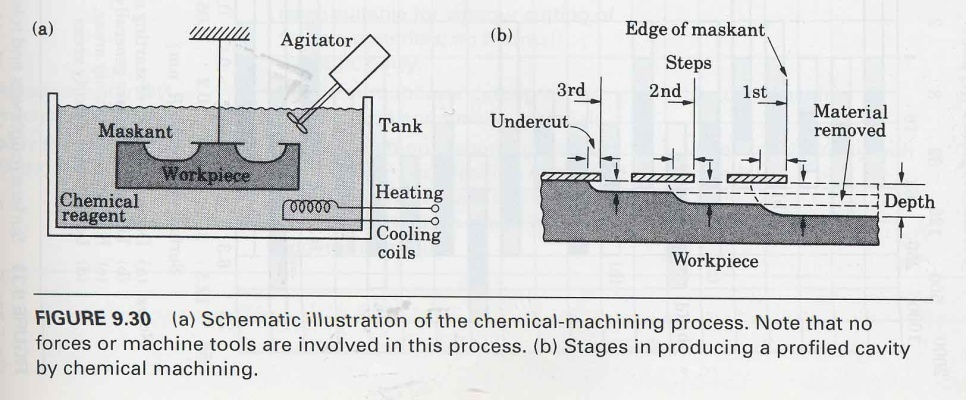 (a)
Agitator
Maskant
Tank
Workpiece
Chemical
reagent
Heating
Cooling
coils
(b)
Edge of maskant
Steps
3rd
2nd
1st
Undercut
Material
removed
Depth
Workpiece
FIGURE 9.30 (a) Schematic illustration of the chemical-machining process. Note that no
forces or machine tools are involved in this process. (b) Stages in producing a profiled cavity
by chemical machining.